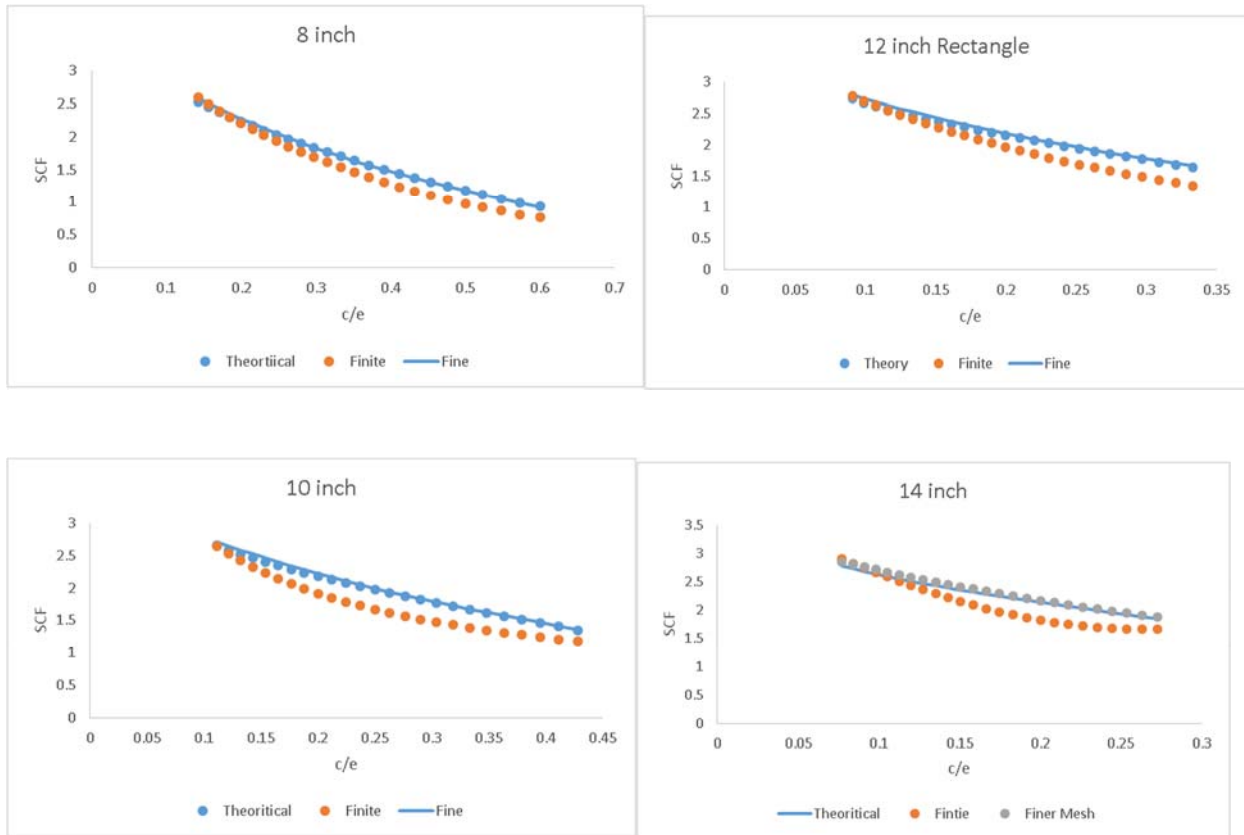 8 inch
3
2.5
2
1.5
1
0.5
0
SCF
0 0.1 0.2 0.3 0.4 0.5 0.6 0.7
c/e
Theortiical Finite Fine
12 inch Rectangle
3
2.5
2
1.5
1
0.5
0
SCF
0 0.05 0.1 0.15 0.2 0.25 0.3 0.35
c/e
Theory Finite Fine
10 inch
3
2.5
2
1.5
1
0.5
0
SCF
0 0.05 0.1 0.15 0.2 0.25 0.3 0.35 0.4 0.45
c/e
Theoritical Finite Fine
14 inch
3.5
3
2.5
2
1.5
1
0.5
0
SCF
0 0.05 0.1 0.15 0.2 0.25 0.3
c/e
Theoritical Fintie Finer Mesh